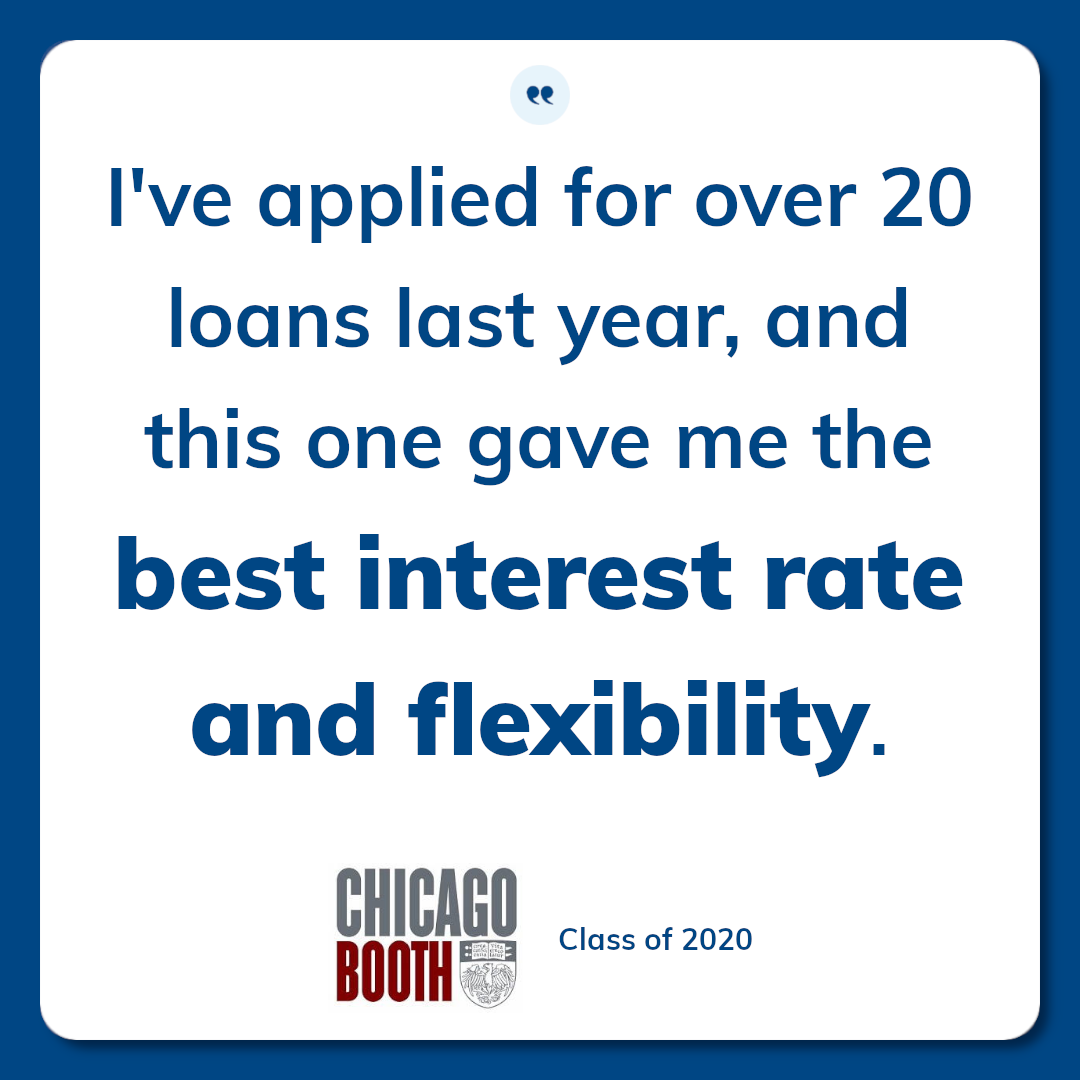 ”
I've applied for over 20
loans last year, and
this one gave me the
best interest rate
and flexibility.
CHICAGO
BOOTH
Class of 2020